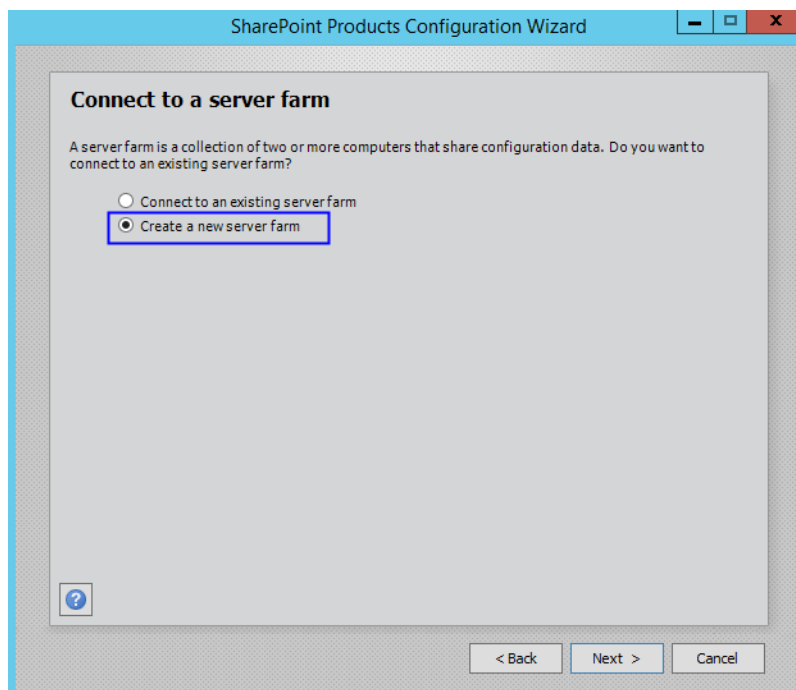 SharePoint Products Configuration Wizard
Connect to a server farm
A server farm is a collection of two or more computers that share configuration data. Do you want to
connect to an existing server farm?
Connect to an existing server farm
Create a new server farm
< Back Next > Cancel